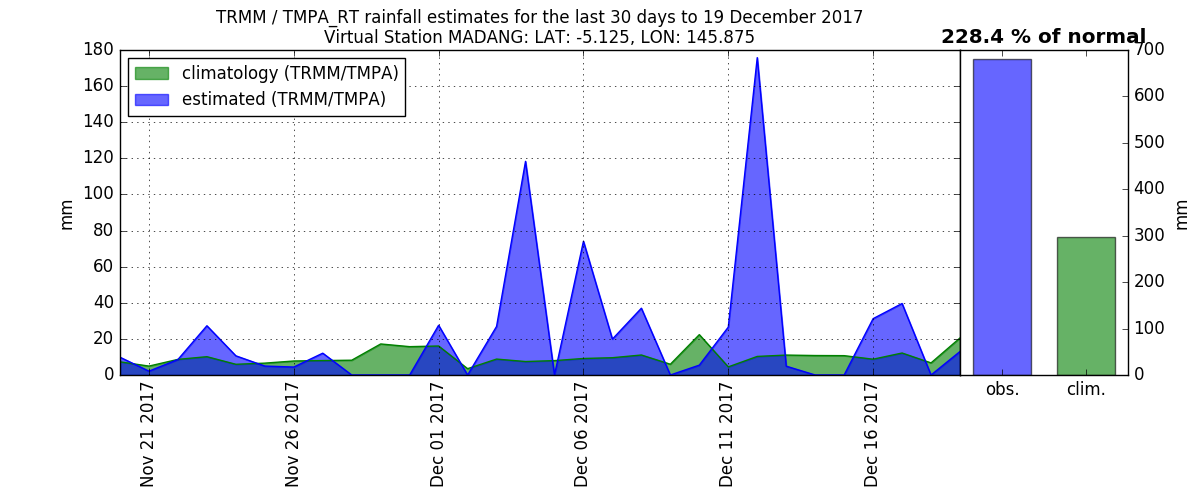 TRMM / TMPA_RT rainfall estimates for the last 30 days to 19 December 2017
Virtual Station MADANG: LAT: -5.125, LON: 145.875
228.4 % of normal
climatology (TRMM/TMPA)
estimated (TRMM/TMPA)
mm
180
160
140
120
100
80
60
40
20
0
Nov 21 2017
Nov 26 2017
Dec 01 2017
Dec 06 2017
Dec 11 2017
Dec 16 2017
700
600
500
400
300
200
100
0
mm
obs.
clim.